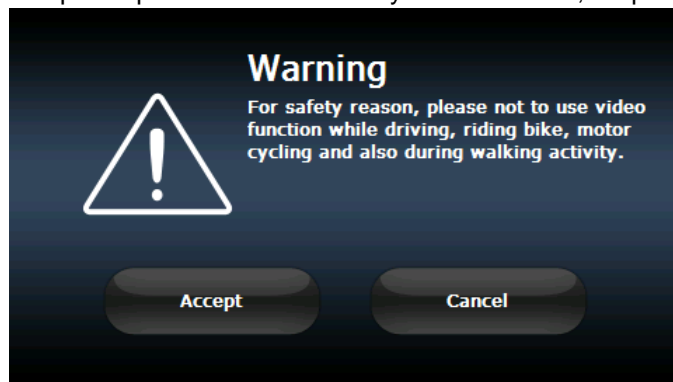 Warning
For safety reason, please not to use video
function while driving, riding bike, motor
cycling and also during walking activity.
Accept
Cancel